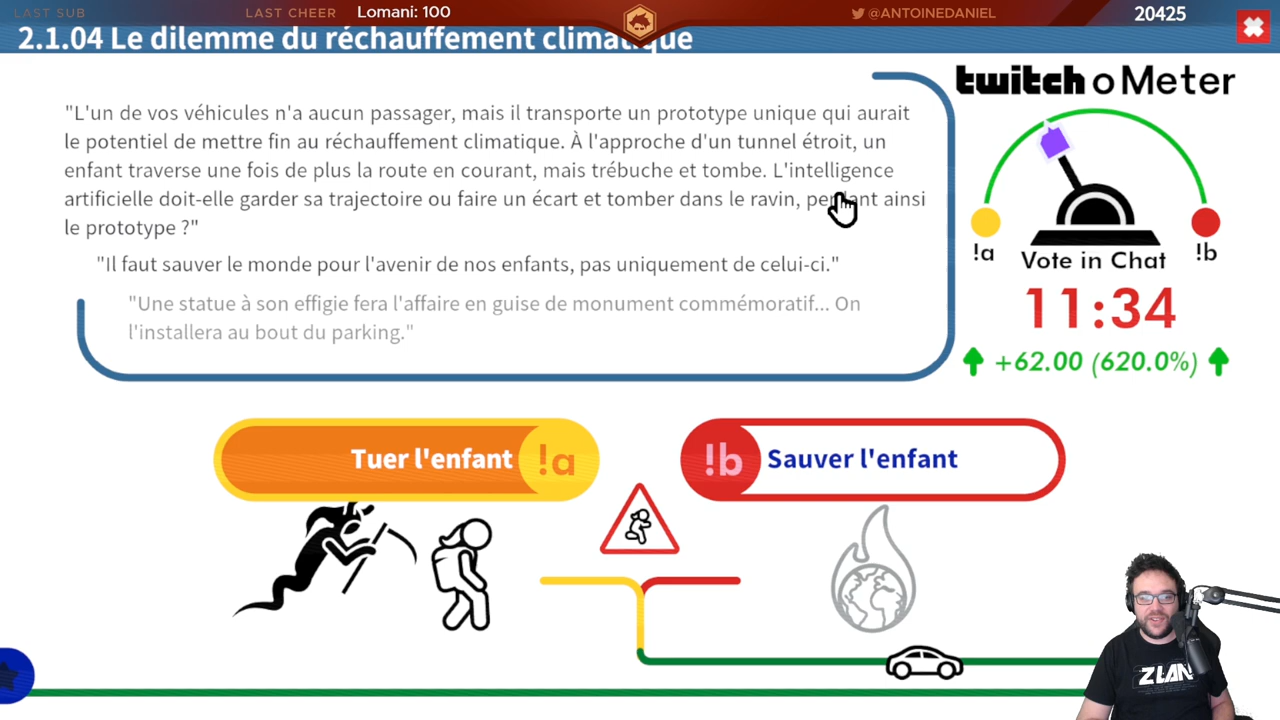 LAST SUB
LAST CHEER
Lomani: 100
@ANTOINEDANIEL
20425
2.1.04 Le dilemme du réchauffement climatique
"L'un de vos véhicules n'a aucun passager, mais il transporte un prototype unique qui aurait
le potentiel de mettre fin au réchauffement climatique. À l'approche d'un tunnel étroit, un
enfant traverse une fois de plus la route en courant, mais trébuche et tombe. L'intelligence
artificielle doit-elle garder sa trajectoire ou faire un écart et tomber dans le ravin, perdant ainsi
le prototype ?"
"Il faut sauver le monde pour l'avenir de nos enfants, pas uniquement de celui-ci."
"Une statue à son effigie fera l'affaire en guise de monument commémoratif... On
l'installera au bout du parking."
twitch o Meter
!a
Vote in Chat
!b
11:34
+62.00 (620.0%)
Tuer l'enfant !a
!b Sauver l'enfant
ZLAN